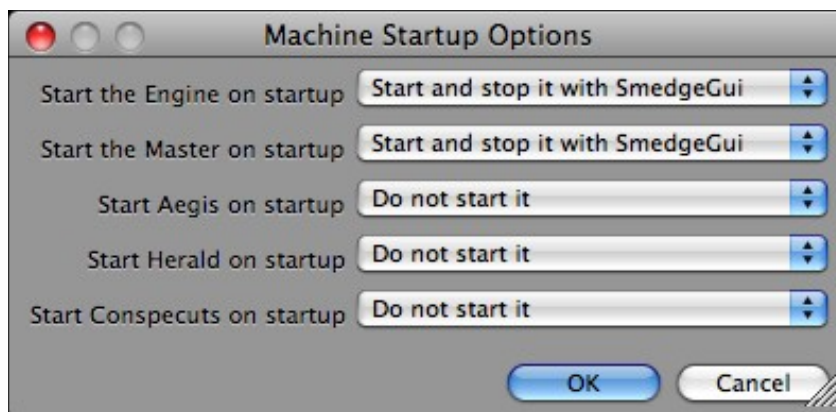 Machine Startup Options
Start the Engine on startup Start and stop it with SmedgeGui
Start the Master on startup Start and stop it with SmedgeGui
Start Aegis on startup Do not start it
Start Herald on startup Do not start it
Start Conspecuts on startup Do not start it
OK Cancel